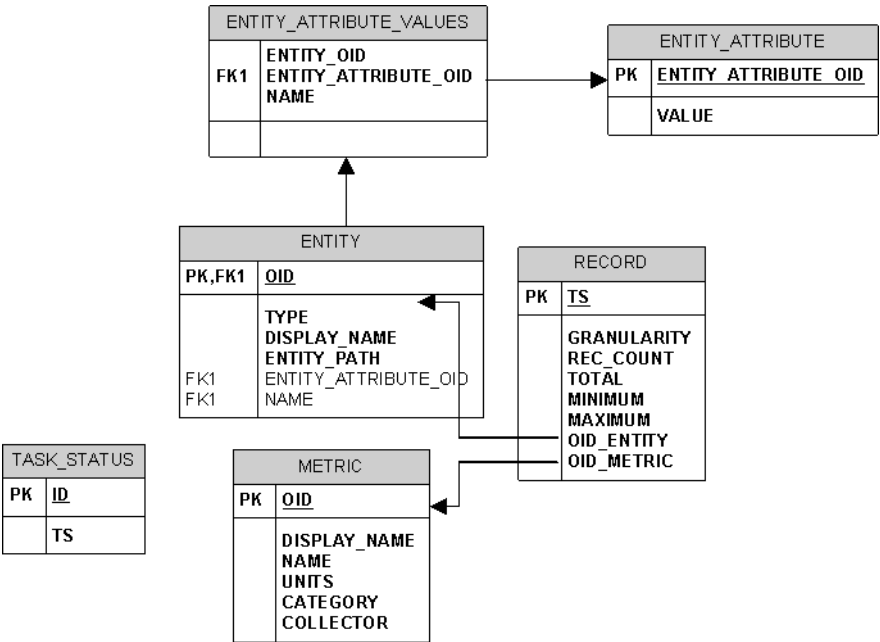 ENTITY_ATTRIBUTE_VALUES
ENTITY_OID
FK1 ENTITY_ATTRIBUTE_OID
NAME
ENTITY_ATTRIBUTE
PK ENTITY_ATTRIBUTE_OID
VALUE
ENTITY
PK,FK1 OID
TYPE
DISPLAY_NAME
ENTITY_PATH
FK1 ENTITY_ATTRIBUTE_OID
FK1 NAME
RECORD
PK TS
GRANULARITY
REC_COUNT
TOTAL
MINIMUM
MAXIMUM
OID_ENTITY
OID_METRIC
TASK_STATUS
PK ID
TS
METRIC
PK OID
DISPLAY_NAME
NAME
UNITS
CATEGORY
COLLECTOR